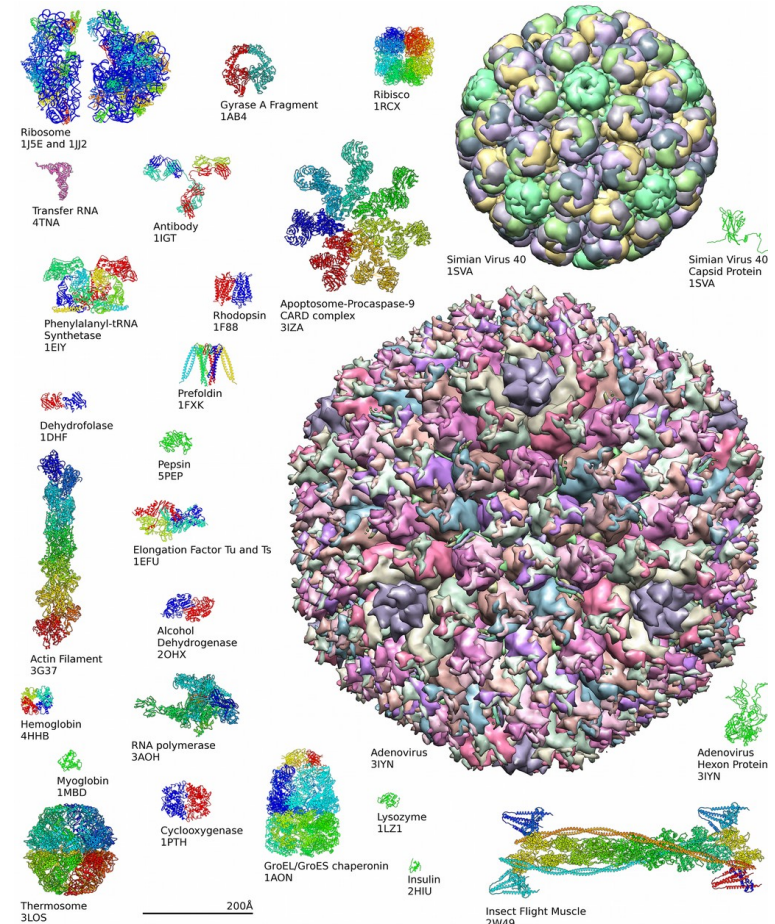 Ribosome
1J5E and 1JJ2
Gyrase A Fragment
1AB4
Ribisco
1RCX
Transfer RNA
4TNA
Antibody
1IGT
Simian Virus 40
1SVA
Simian Virus 40
Capsid Protein
1SVA
Phenylalanyl-tRNA
Synthetase
1EIY
Rhodopsin
1F88
Apoptosome-Procaspase-9
CARD complex
3IZA
Prefoldin
1FXK
Dehydrofolase
1DHF
Pepsin
5PEP
Elongation Factor Tu and Ts
1EFU
Alcohol
Dehydrogenase
2OHX
Actin Filament
3G37
Hemoglobin
4HHB
RNA polymerase
3AOH
Adenovirus
3IYN
Adenovirus
Hexon Protein
3IYN
Myoglobin
1MBD
Cyclooxygenase
1PTH
Lysozyme
1LZ1
GroEL/GroES chaperonin
1AON
Insulin
2HIU
Thermosome
3LOS
200Å
Insect Flight Muscle
2W49